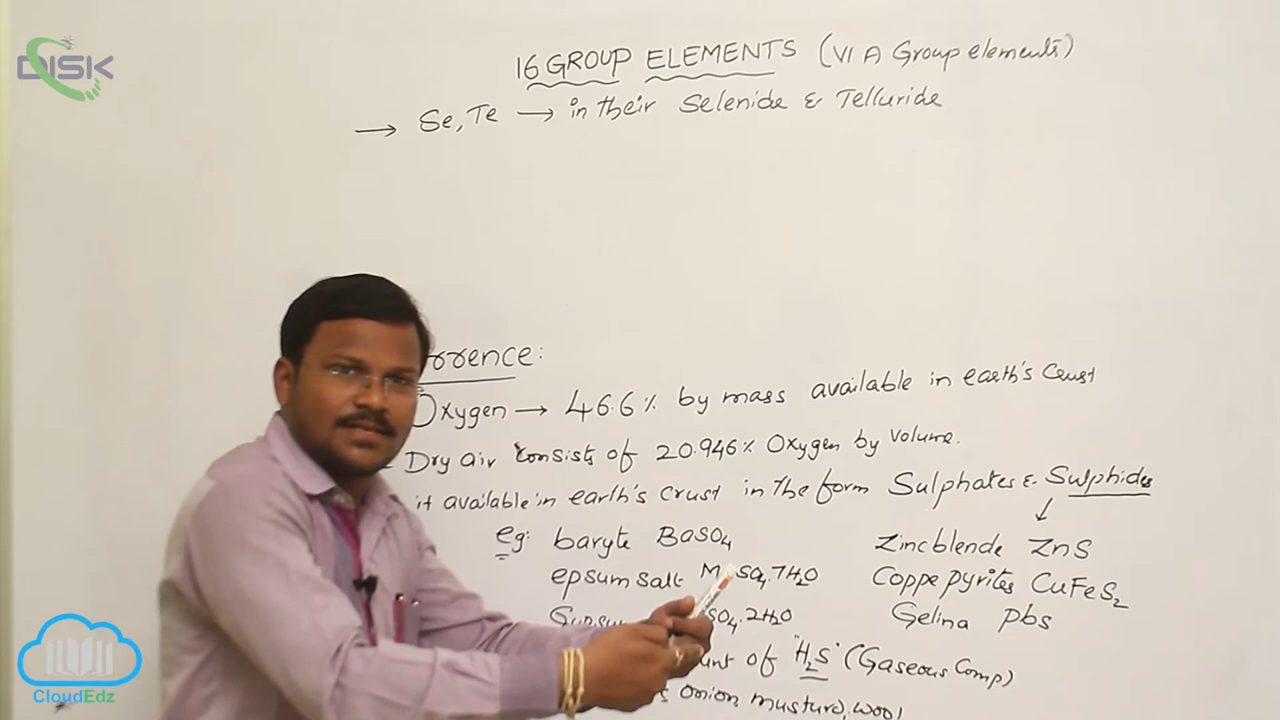 DISK
16 GROUP ELEMENTS (VI A Group elements)
→ Se, Te → in their Selenide & Telluride
rrence:
Oxygen → 46.6% by mass available in earth's crust
Dry air consists of 20.946% Oxygen by volume.
it available in earth's crust in the form Sulphates & Sulphides
eg: baryte BaSO4 Zincblende ZnS
epsum salt M SO4.7H2O Coppe pyrites CuFeS2
SO4.2H2O Gelina pbs
unt of "H2S" (Gaseous Comp)
onion, musturd, wool
CloudEdz